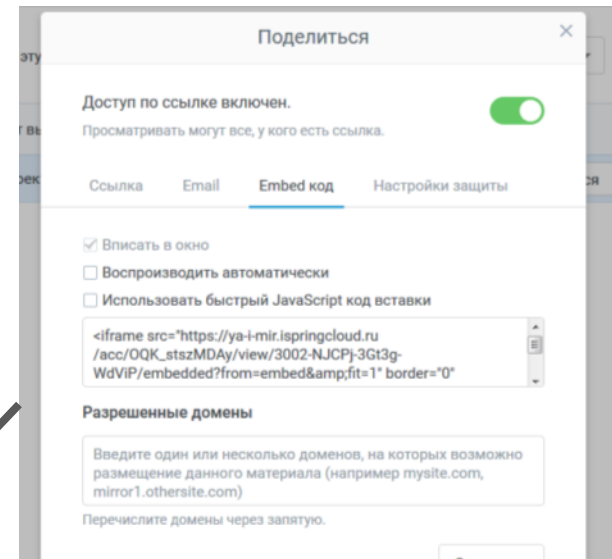 Поделиться
эту
Доступ по ссылке включен.
Просматривать могут все, у кого есть ссылка.
Ссылка Email Embed код Настройки защиты
ся
Вписать в окно
Воспроизводить автоматически
Использовать быстрый JavaScript код вставки
<iframe src="https://ya-i-mir.ispringcloud.ru
/acc/OQK_stszMDAy/view/3002-NJCPj-3Gt3g-
WdViP/embedded?from=embed&amp;fit=1" border="0"
Разрешенные домены
Введите один или несколько доменов, на которых возможно
размещение данного материала (например mysite.com,
mirror1.othersite.com)
Перечислите домены через запятую.